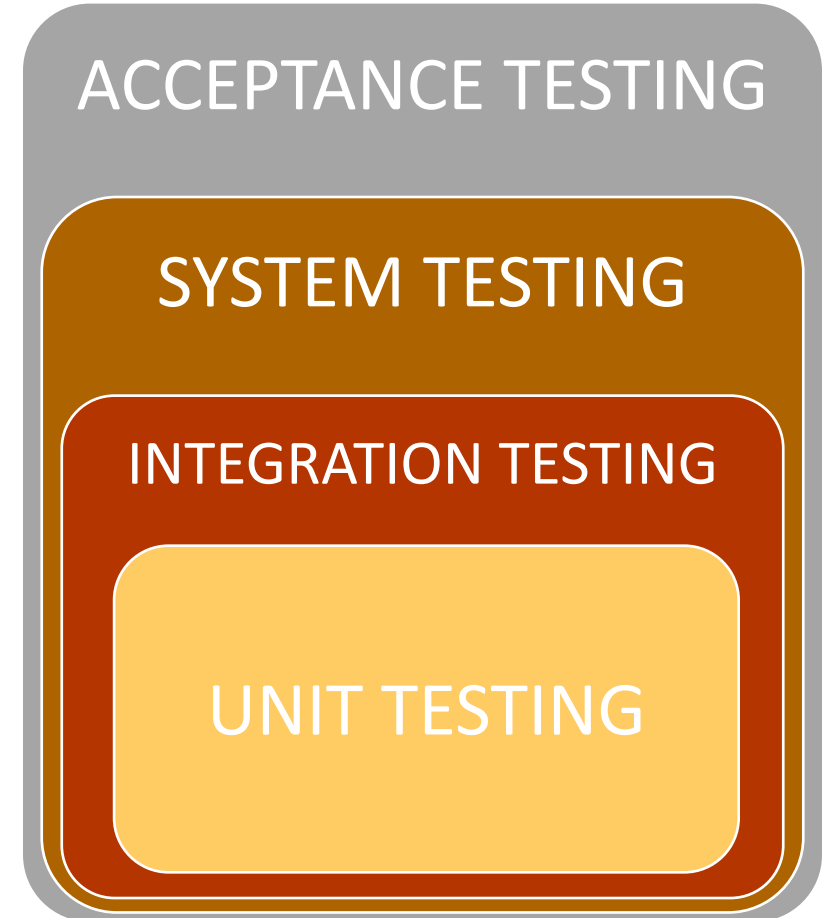 ACCEPTANCE TESTING
SYSTEM TESTING
INTEGRATION TESTING
UNIT TESTING